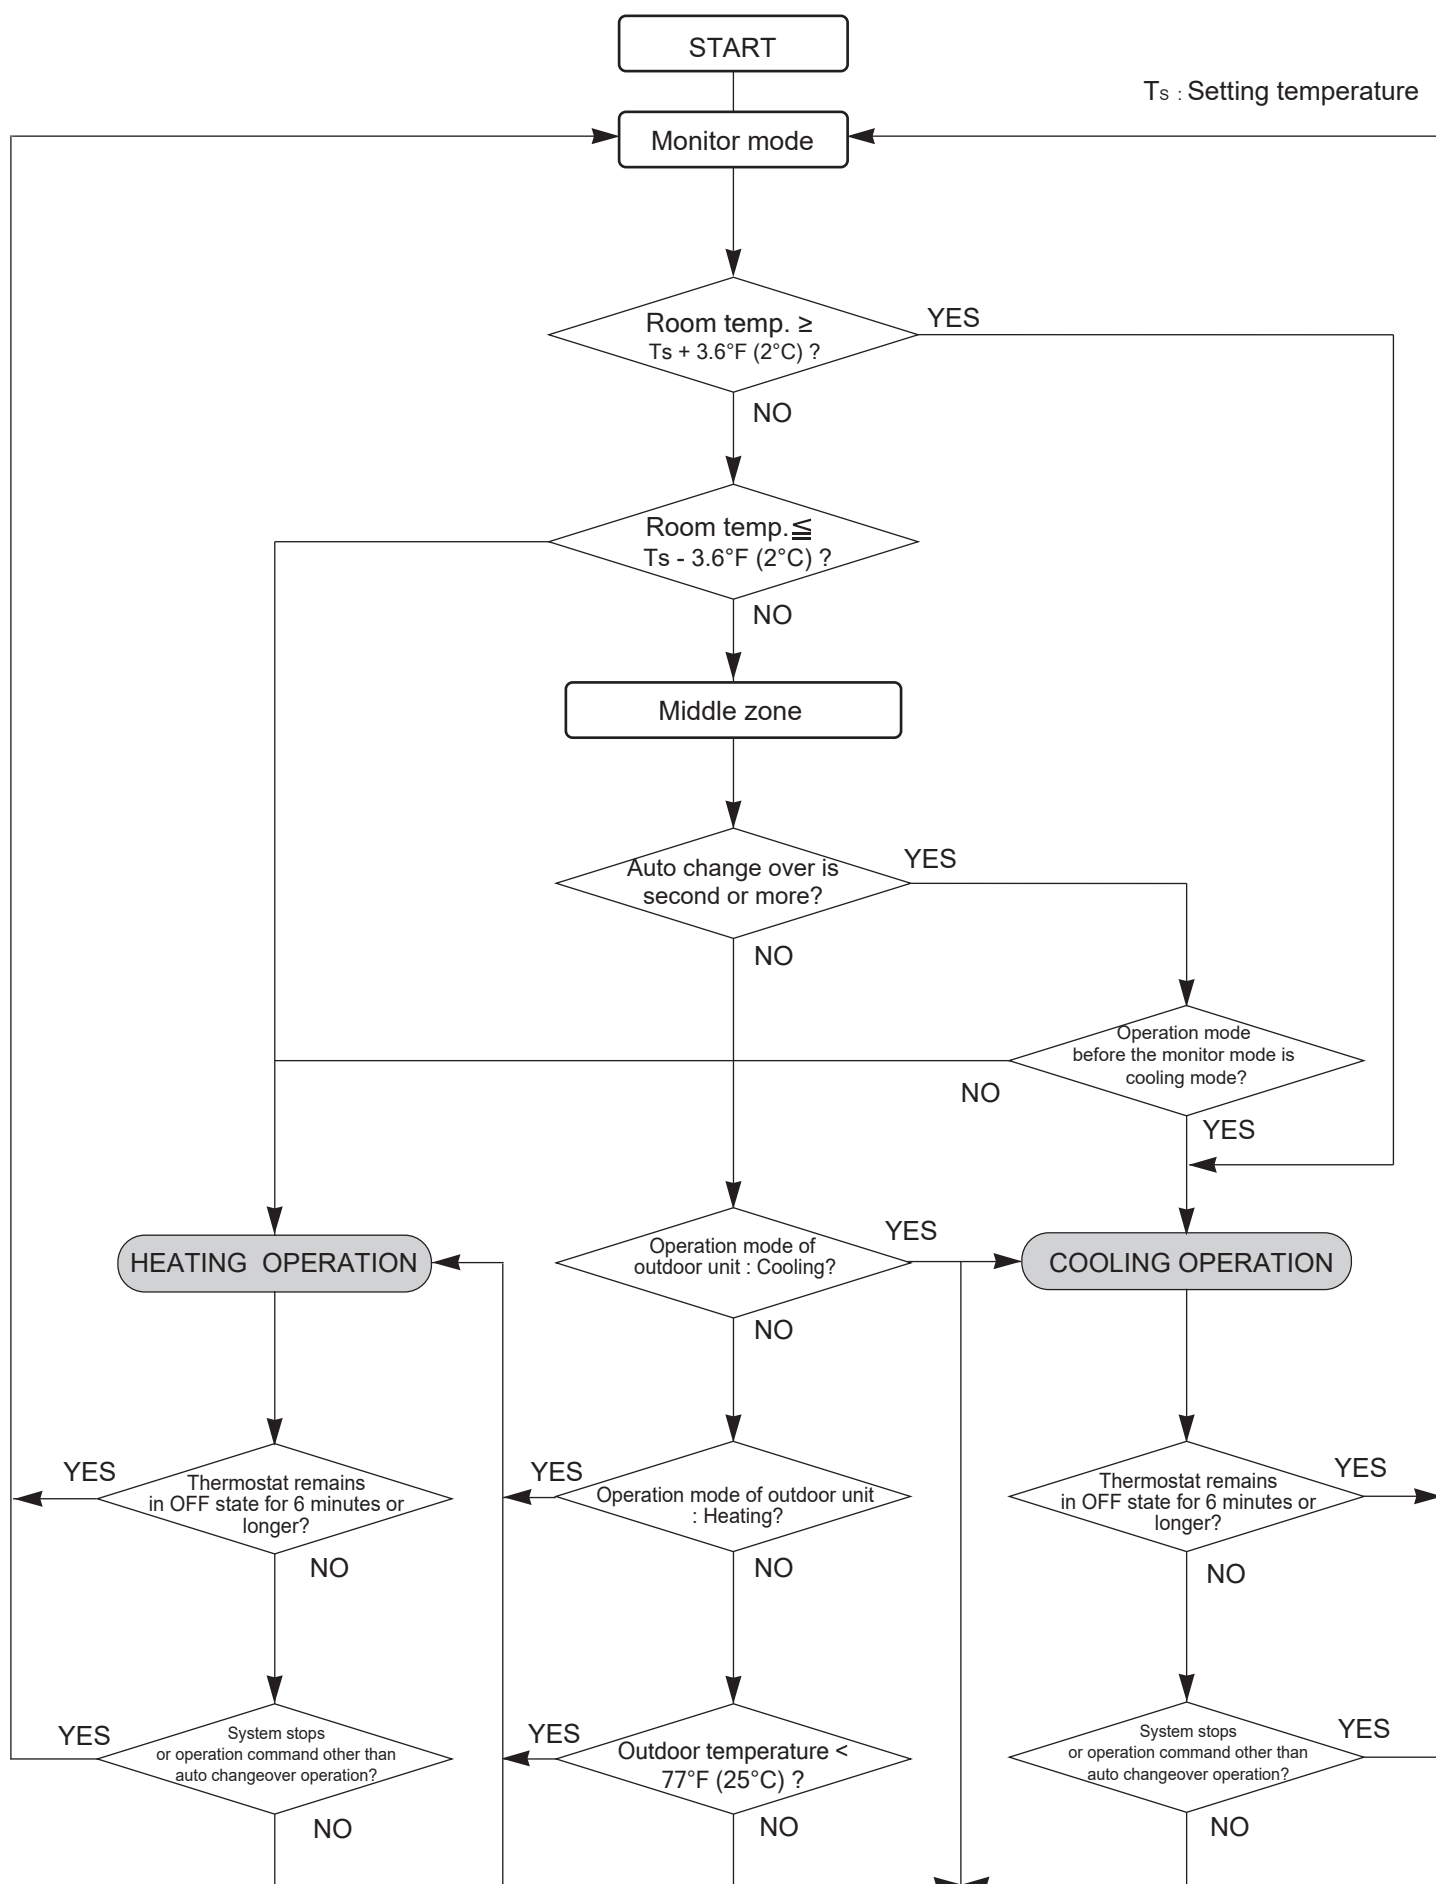 START
Ts : Setting temperature
Monitor mode
YES
Room temp. ≥
Ts + 3.6°F (2°C) ?
NO
Room temp.≦
Ts - 3.6°F (2°C) ?
NO
Middle zone
YES
Auto change over is
second or more?
NO
Operation mode
before the monitor mode is
cooling mode?
NO
YES
HEATING OPERATION
YES
Operation mode of
outdoor unit : Cooling?
COOLING OPERATION
NO
YES
Thermostat remains
in OFF state for 6 minutes or
longer?
NO
YES
Operation mode of outdoor unit
: Heating?
NO
YES
Thermostat remains
in OFF state for 6 minutes or
longer?
NO
YES
System stops
or operation command other than
auto changeover operation?
NO
YES
Outdoor temperature <
77°F (25°C) ?
NO
YES
System stops
or operation command other than
auto changeover operation?
NO